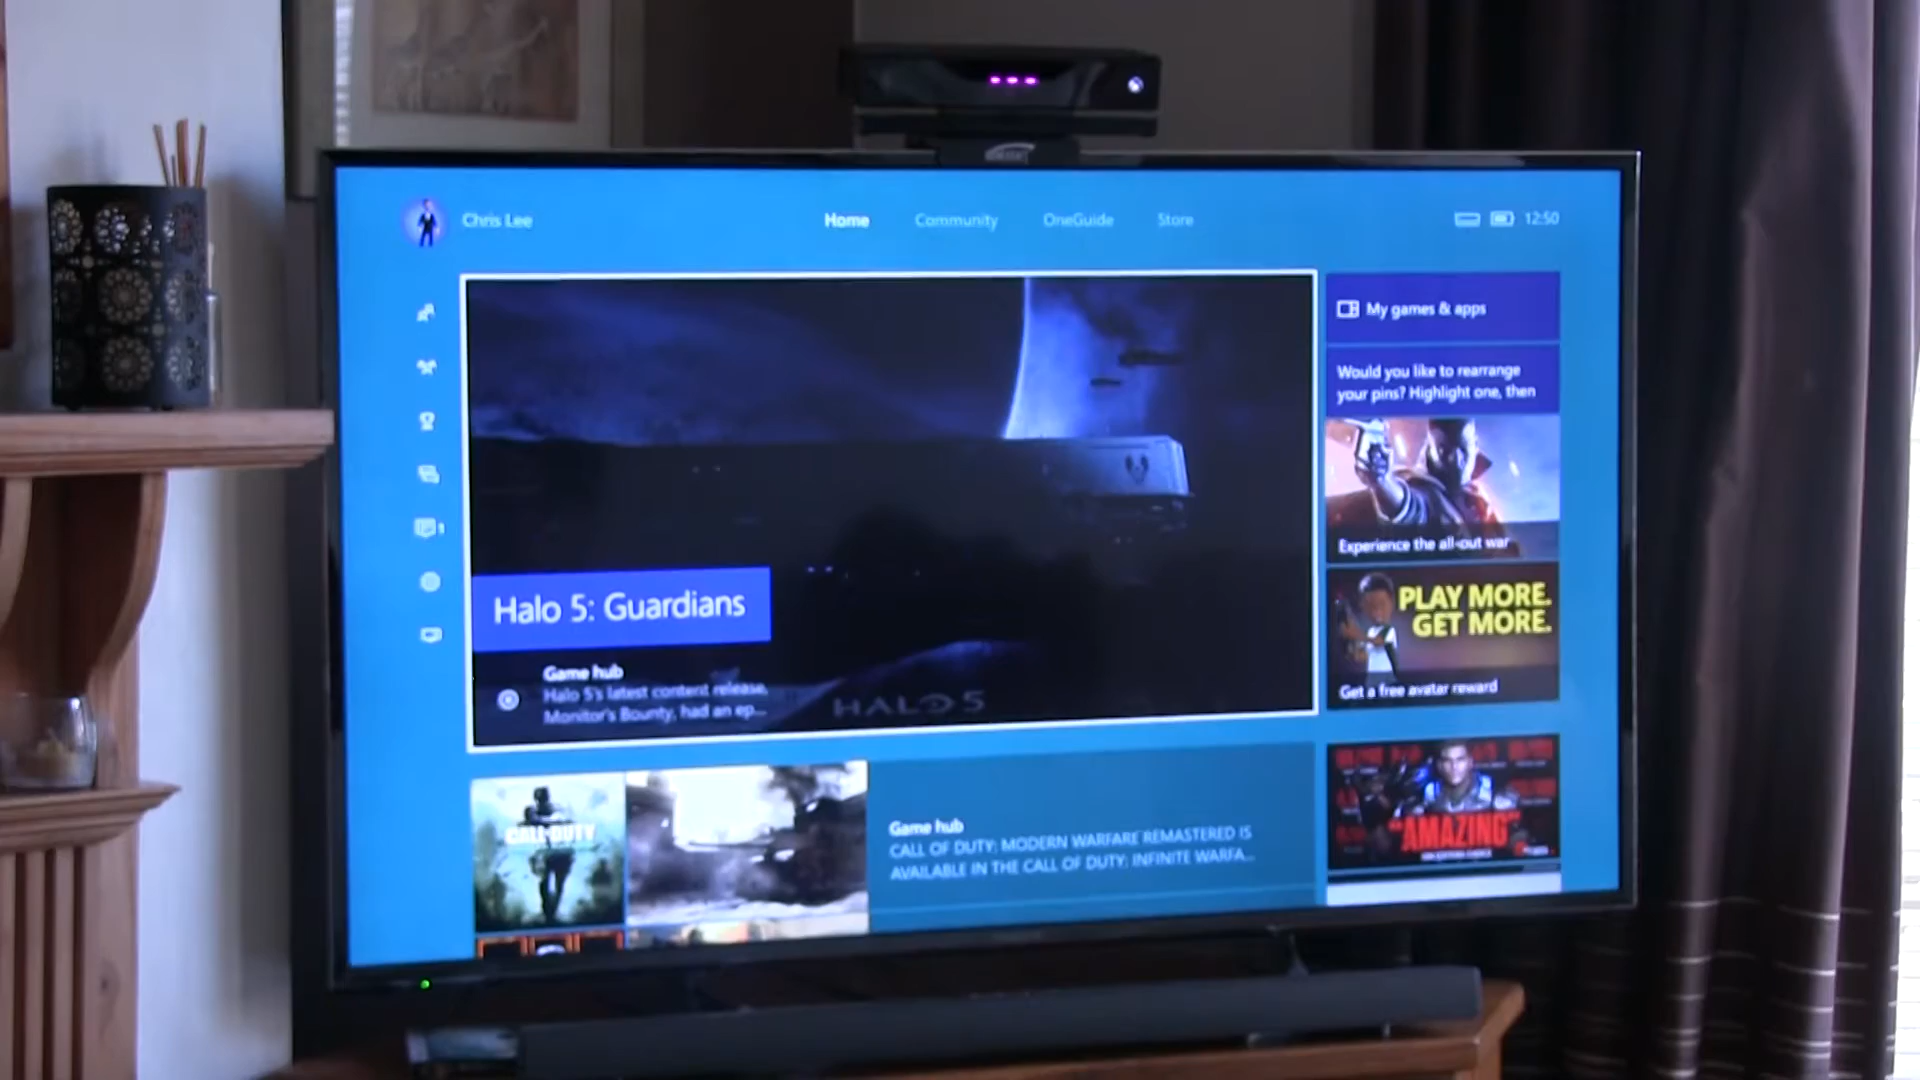 Chris Lee
Home
Community
OneGuide
Store
12:50
My games & apps
Would you like to rearrange
your pins? Highlight one, then
Experience the all-out war
PLAY MORE.
GET MORE.
Get a free avatar reward
Halo 5: Guardians
Game hub
Halo 5's latest content release,
Monitor's Bounty, had an ep...
HALO 5
CALL OF DUTY
Game hub
CALL OF DUTY: MODERN WARFARE REMASTERED IS
AVAILABLE IN THE CALL OF DUTY: INFINITE WARFA...
"AMAZING"